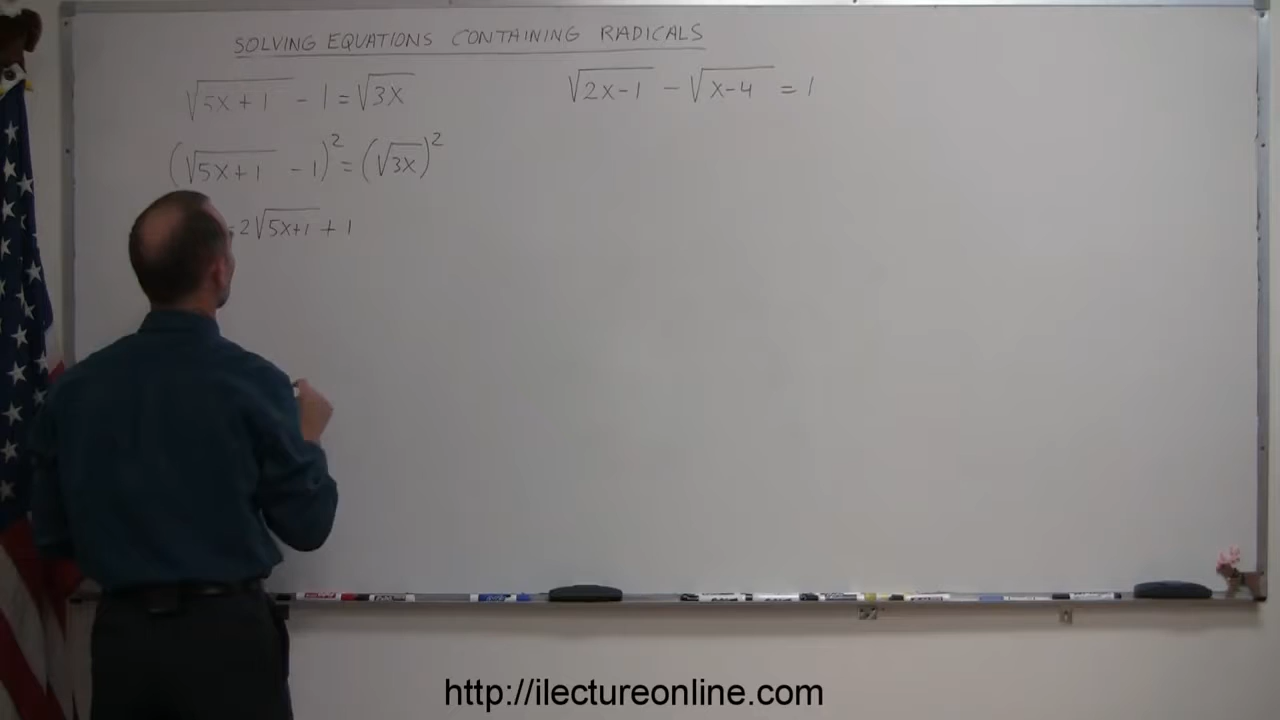 SOLVING EQUATIONS CONTAINING RADICALS
√(5x+1) - 1 = √(3x)
√(2x-1) - √(x-4) = 1
(√(5x+1) - 1)² = (√(3x))²
- 2√(5x+1) + 1
http://ilectureonline.com